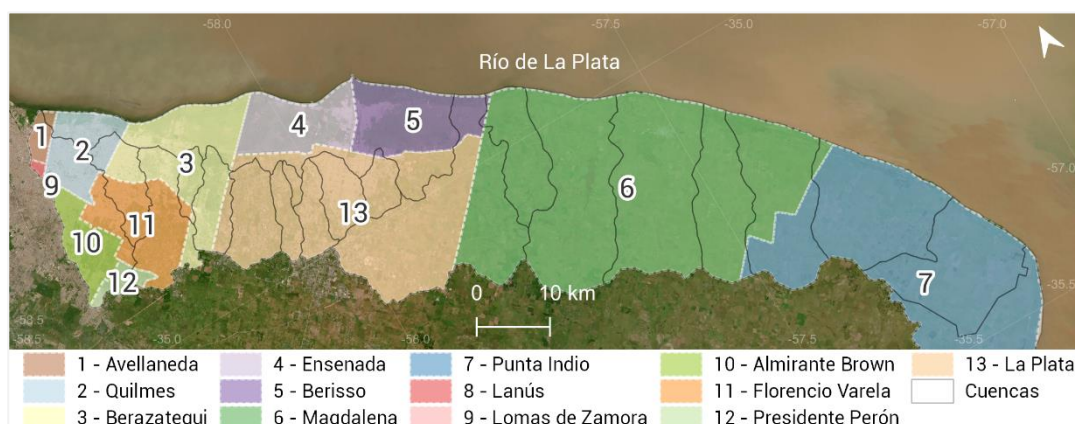 -58.0
-57.5
-35.0
-57.0
Río de La Plata
1
2
3
4
5
6
7
9
10
11
12
13
-57.0
0 10 km
-58.5
-58.5
-35.0
-58.0
-57.5
-35.5
-35.5
1 - Avellaneda
4 - Ensenada
7 - Punta Indio
10 - Almirante Brown
13 - La Plata
2 - Quilmes
5 - Berisso
8 - Lanús
11 - Florencio Varela
Cuencas
3 - Berazategui
6 - Magdalena
9 - Lomas de Zamora
12 - Presidente Perón